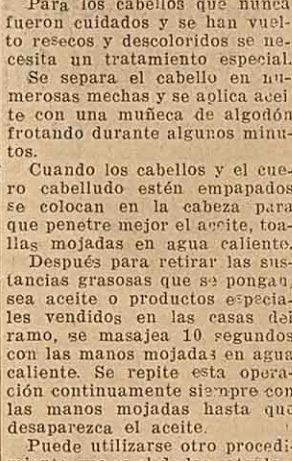 Para los cabellos que nunca
fueron cuidados y se han vuel-
to resecos y descoloridos se ne-
cesita un tratamiento especial.
Se separa el cabello en nu-
merosas mechas y se aplica acei
te con una muñeca de algodón
frotando durante algunos minu-
tos.
Cuando los cabellos y el cue-
ro cabelludo estén empapados
se colocan en la cabeza para
que penetre mejor el aceite, toa-
llas mojadas en agua caliente.
Después para retirar las sus-
tancias grasosas que se pongan,
sea aceite o productos especia-
les vendidos en las casas del
ramo, se masajea 10 segundos
con las manos mojadas en agua
caliente. Se repite esta opera-
ción continuamente siempre con
las manos mojadas hasta que
desaparezca el aceite.
Puede utilizarse otro procedi-